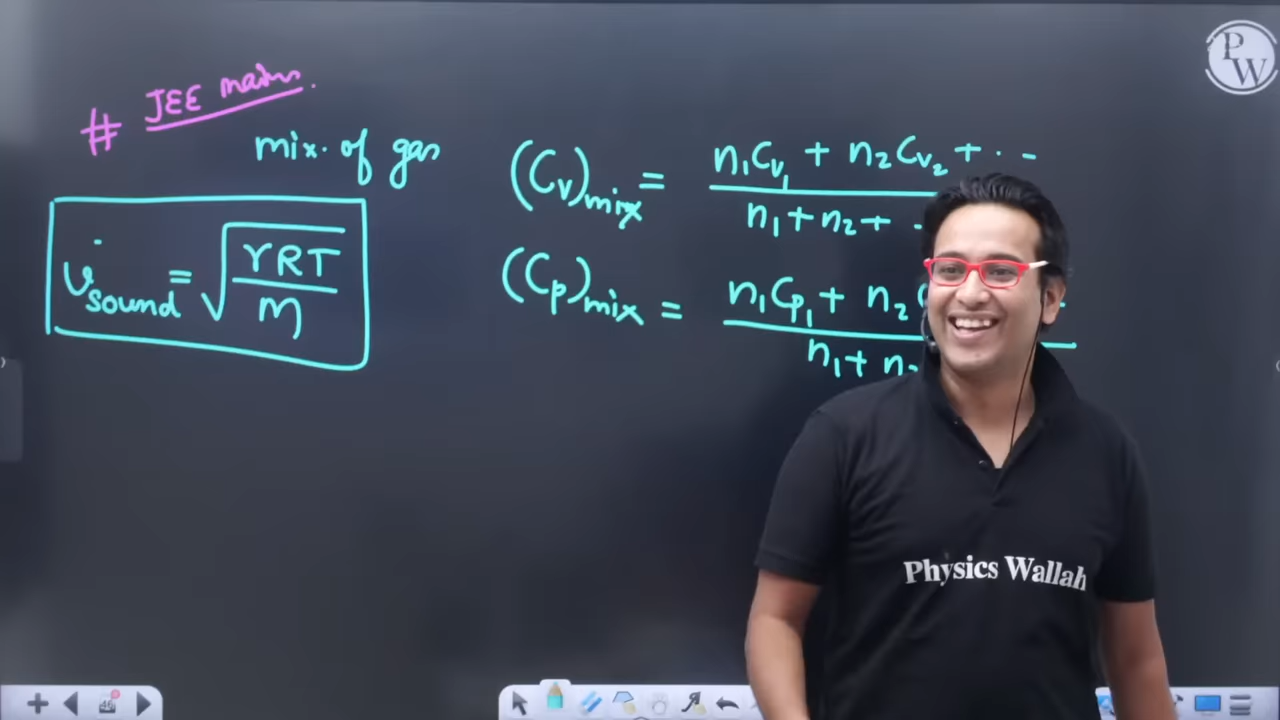 # JEE mains.
mix. of gas
v_sound = √(γRT/M)
(Cv)mix = (n₁Cv₁ + n₂Cv₂ + · -)/(n₁ + n₂ + ·
(Cp)mix = (n₁Cp₁ + n₂
n₁ + n₂
PW
Physics Wallah
46